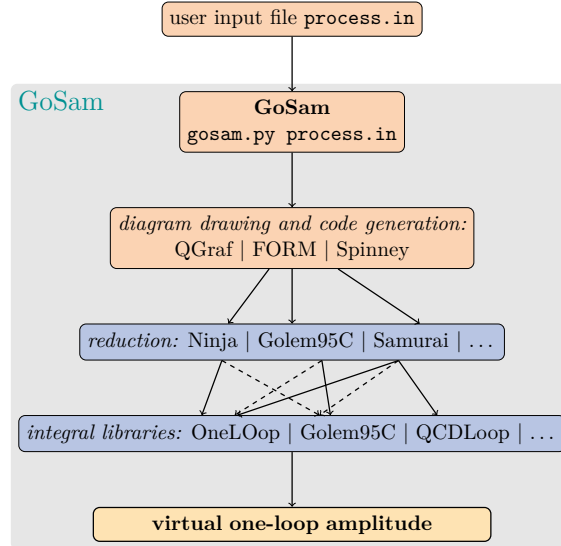 user input file process.in
GoSam
GoSam
gosam.py process.in
diagram drawing and code generation:
QGraf | FORM | Spinney
reduction: Ninja | Golem95C | Samurai | ...
integral libraries: OneLOop | Golem95C | QCDLoop | ...
virtual one-loop amplitude